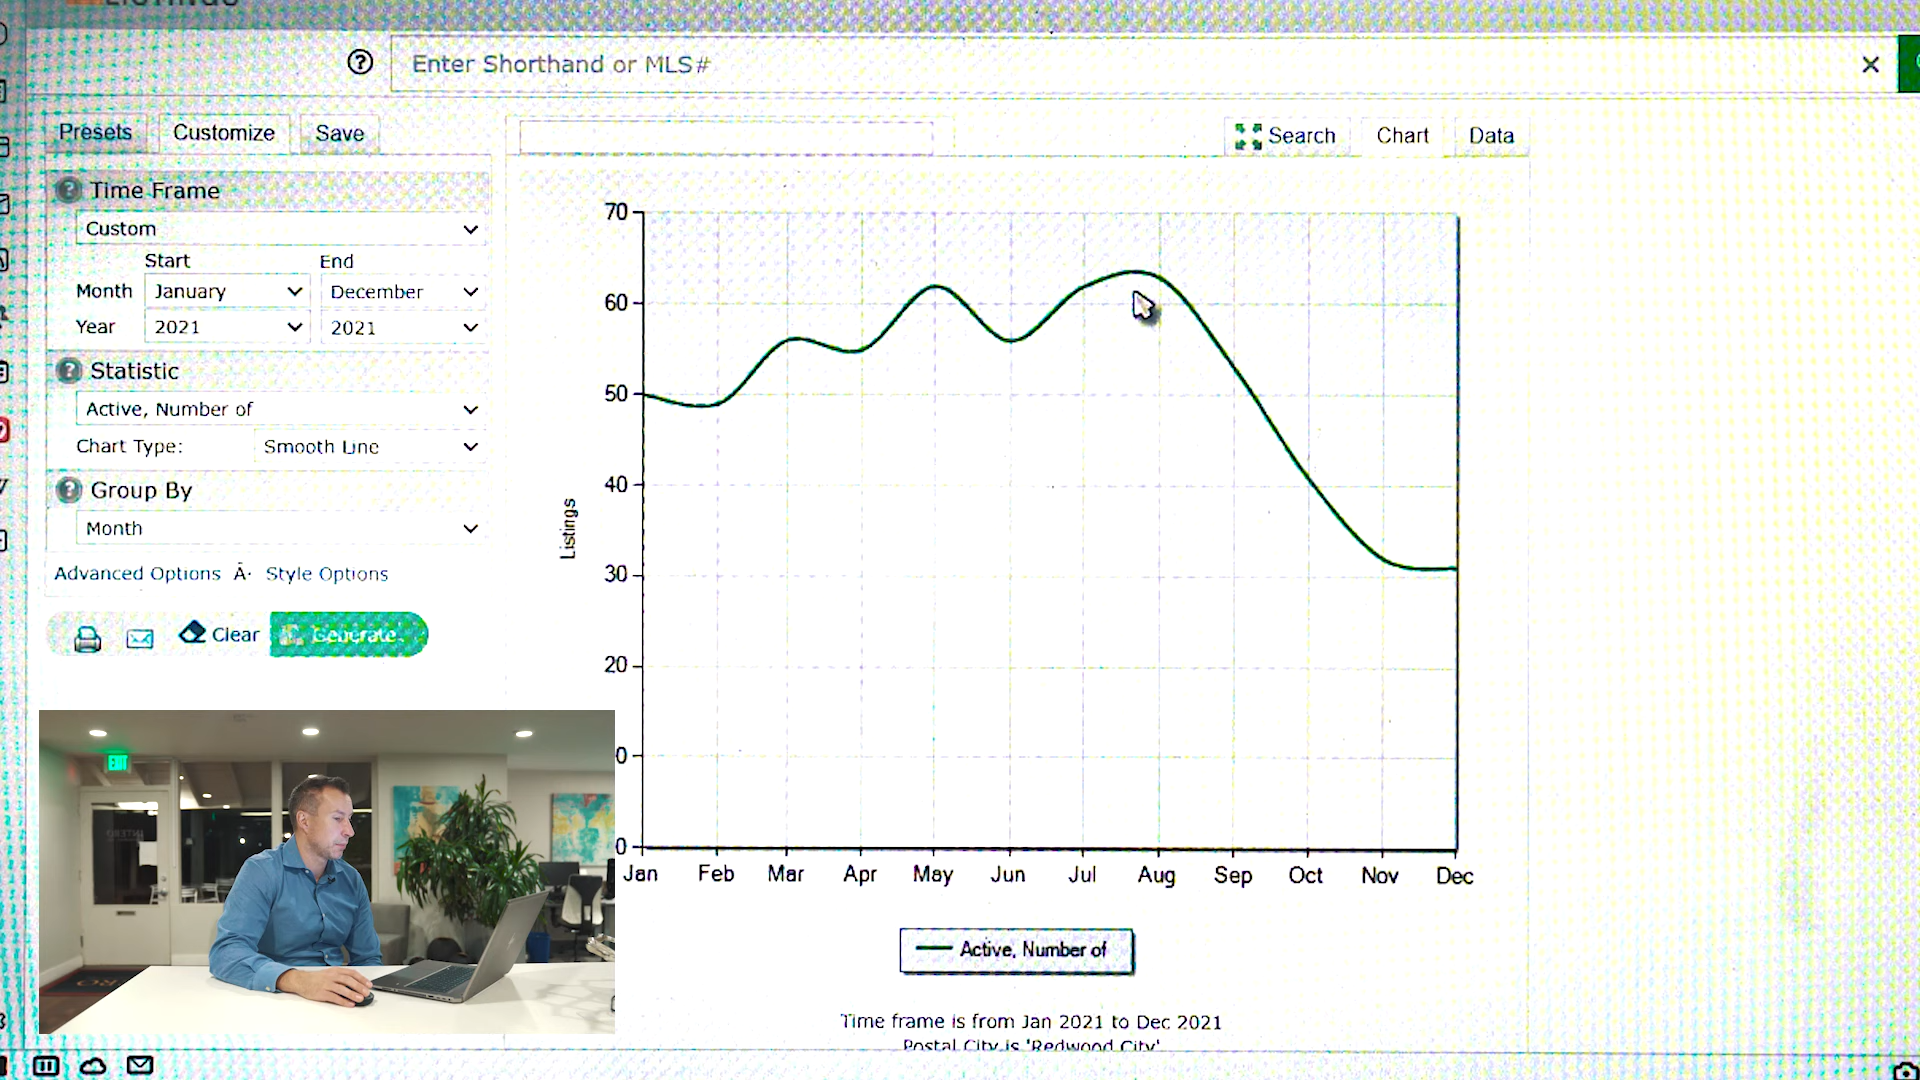 Enter Shorthand or MLS#
Presets Customize Save
Search Chart Data
Time Frame
Custom
Start End
Month January December
Year 2021 2021
Statistic
Active, Number of
Chart Type: Smooth Line
Group By
Month
Advanced Options Â· Style Options
Clear Generate
70
60
50
40
30
20
0
0
Listings
Jan Feb Mar Apr May Jun Jul Aug Sep Oct Nov Dec
Active, Number of
Time frame is from Jan 2021 to Dec 2021
Postal City is 'Redwood City'
EXIT